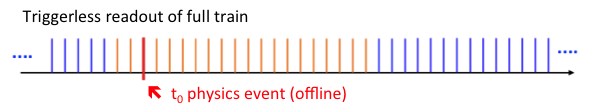 Triggerless readout of full train
.... ....
t₀ physics event (offline)